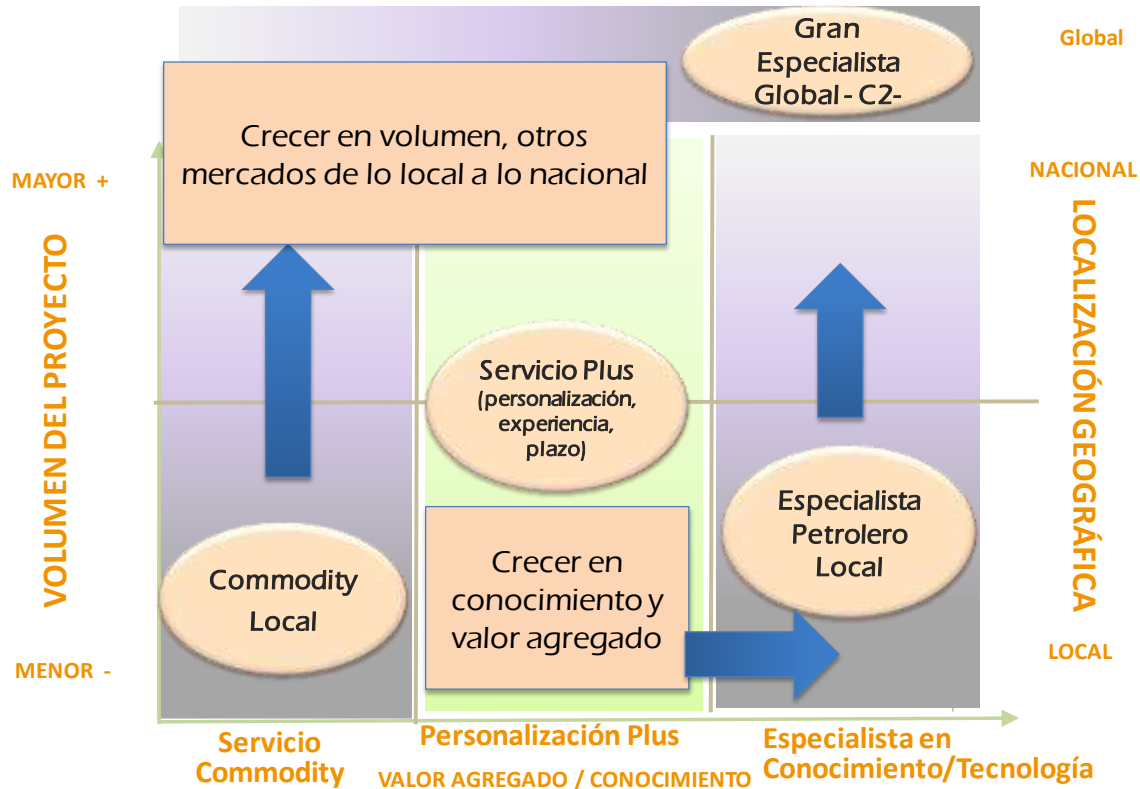 Gran
Especialista
Global - C2-
Global
Crecer en volumen, otros
mercados de lo local a lo nacional
MAYOR +
NACIONAL
VOLUMEN DEL PROYECTO
LOCALIZACIÓN GEOGRÁFICA
Servicio Plus
(personalización,
experiencia,
plazo)
Especialista
Petrolero
Local
Commodity
Local
Crecer en
conocimiento y
valor agregado
MENOR -
LOCAL
Servicio
Commodity
Personalización Plus
Especialista en
Conocimiento/Tecnología
VALOR AGREGADO / CONOCIMIENTO